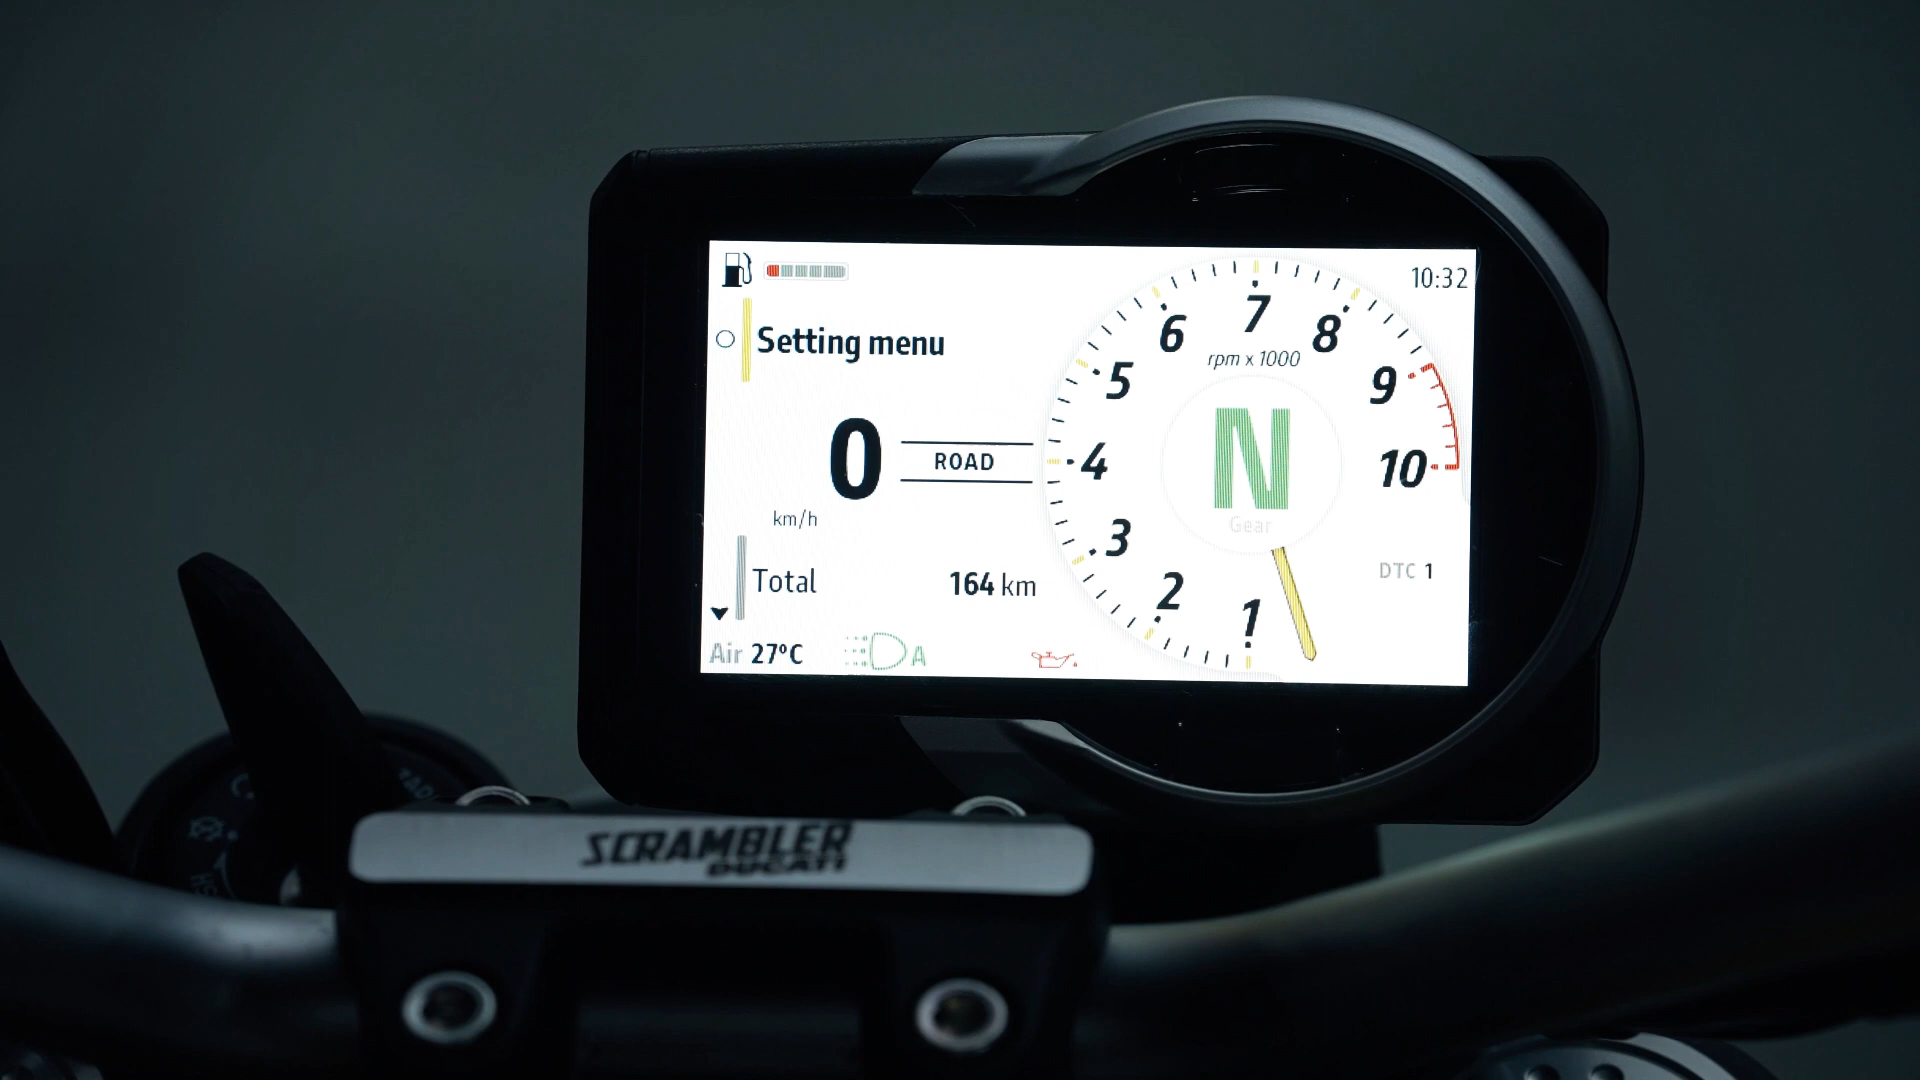 10:32
Setting menu
0
km/h
ROAD
Total
164 km
Air 27°C
A
7
6
8
rpm x 1000
5
9
4
10
N
Gear
3
2
1
DTC 1
SCRAMBLER
DUCATI